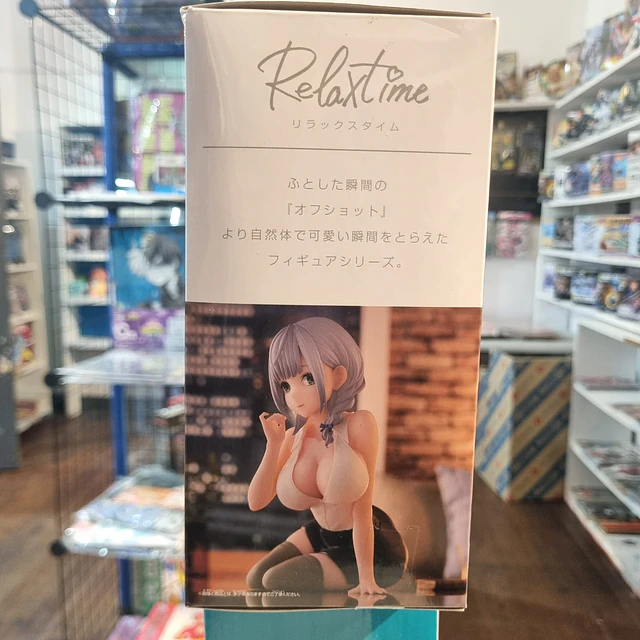 Relaxtime
リラックスタイム
ふとした瞬間の
『オフショット』
より自然体で可愛い瞬間をとらえた
フィギュアシリーズ。